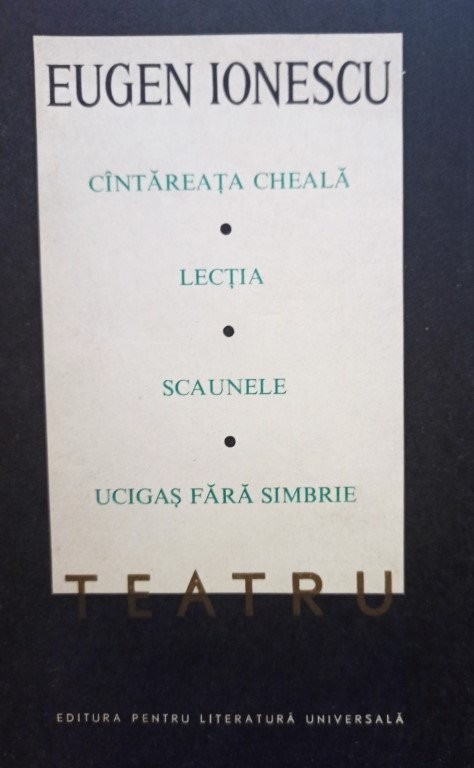 EUGEN IONESCU
CÎNTĂREAȚA CHEALĂ
•
LECȚIA
•
SCAUNELE
•
UCIGAȘ FĂRĂ SIMBRIE
TEATRU
EDITURA PENTRU LITERATURĂ UNIVERSALĂ